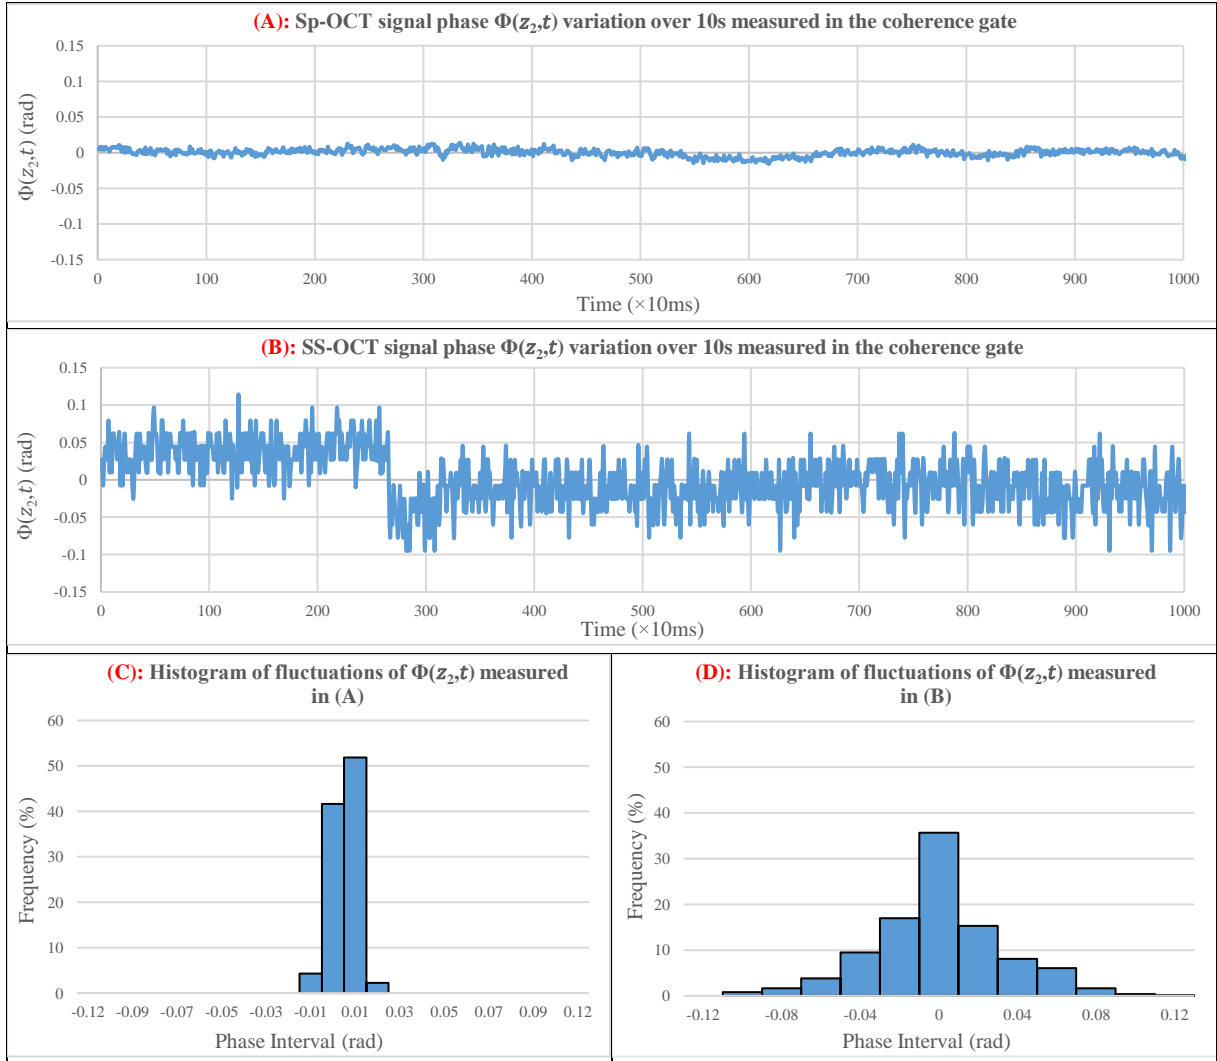 (A): Sp-OCT signal phase Φ(z₂,t) variation over 10s measured in the coherence gate
Φ(z₂,t) (rad)
0.15
0.1
0.05
0
-0.05
-0.1
-0.15
0 100 200 300 400 500 600 700 800 900 1000
Time (×10ms)
(B): SS-OCT signal phase Φ(z₂,t) variation over 10s measured in the coherence gate
Φ(z₂,t) (rad)
0.15
0.1
0.05
0
-0.05
-0.1
-0.15
0 100 200 300 400 500 600 700 800 900 1000
Time (×10ms)
(C): Histogram of fluctuations of Φ(z₂,t) measured
in (A)
Frequency (%)
60
50
40
30
20
10
0
-0.12 -0.09 -0.07 -0.05 -0.03 -0.01 0.01 0.03 0.05 0.07 0.09 0.12
Phase Interval (rad)
(D): Histogram of fluctuations of Φ(z₂,t) measured
in (B)
Frequency (%)
60
50
40
30
20
10
0
-0.12 -0.08 -0.04 0 0.04 0.08 0.12
Phase Interval (rad)